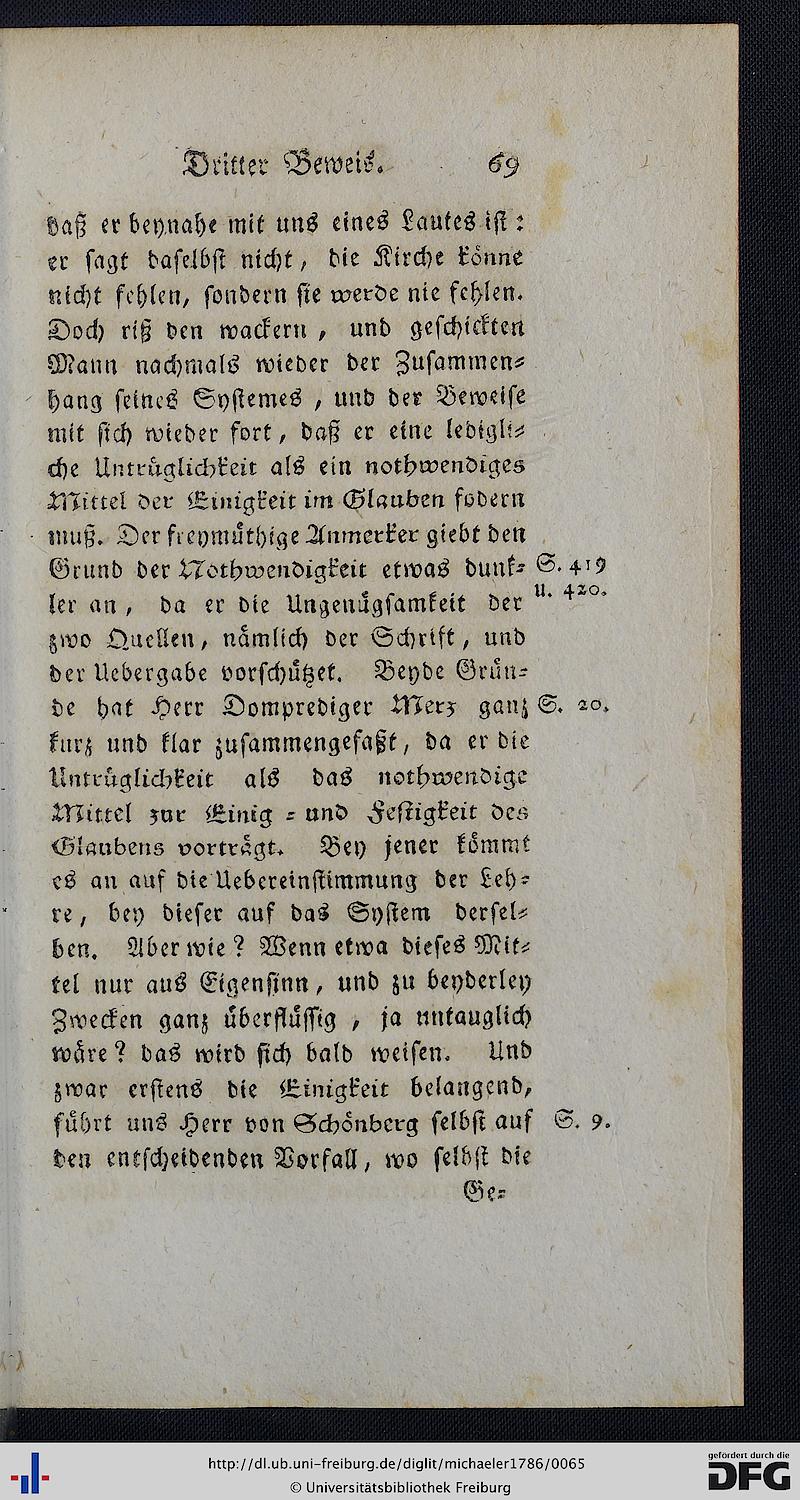 Dritter Beweis. 69
daß er beynahe mit uns eines Lautes ist:
er sagt daselbst nicht, die Kirche könne
nicht fehlen, sondern sie werde nie fehlen.
Doch riß den wackern, und geschickten
Mann nachmals wieder der Zusammen⸗
hang seines Systemes, und der Beweise
mit sich wieder fort, daß er eine ledigli⸗
che Untrüglichkeit als ein nothwendiges
Mittel der Einigkeit im Glauben fodern
muß. Der freymüthige Anmerker giebt den
Grund der Nothwendigkeit etwas dunk⸗ S. 419
ler an, da er die Ungenügsamkeit der u. 420.
zwo Quellen, nämlich der Schrift, und
der Uebergabe vorschützet. Beyde Grün⸗
de hat Herr Domprediger Merz ganz S. 20.
kurz und klar zusammengefaßt, da er die
Untrüglichkeit als das nothwendige
Mittel zur Einig ⸗ und Festigkeit des
Glaubens vorträgt. Bey jener kömmt
es an auf die Uebereinstimmung der Leh⸗
re, bey dieser auf das System dersel⸗
ben. Aber wie? Wenn etwa dieses Mit⸗
tel nur aus Eigensinn, und zu beyderley
Zwecken ganz überflüssig, ja untauglich
wäre? das wird sich bald weisen. Und
zwar erstens die Einigkeit belangend,
führt uns Herr von Schönberg selbst auf S. 9.
den entscheidenden Vorfall, wo selbst die
Ge⸗
http://dl.ub.uni-freiburg.de/diglit/michaeler1786/0065
© Universitätsbibliothek Freiburg
gefördert durch die
DFG